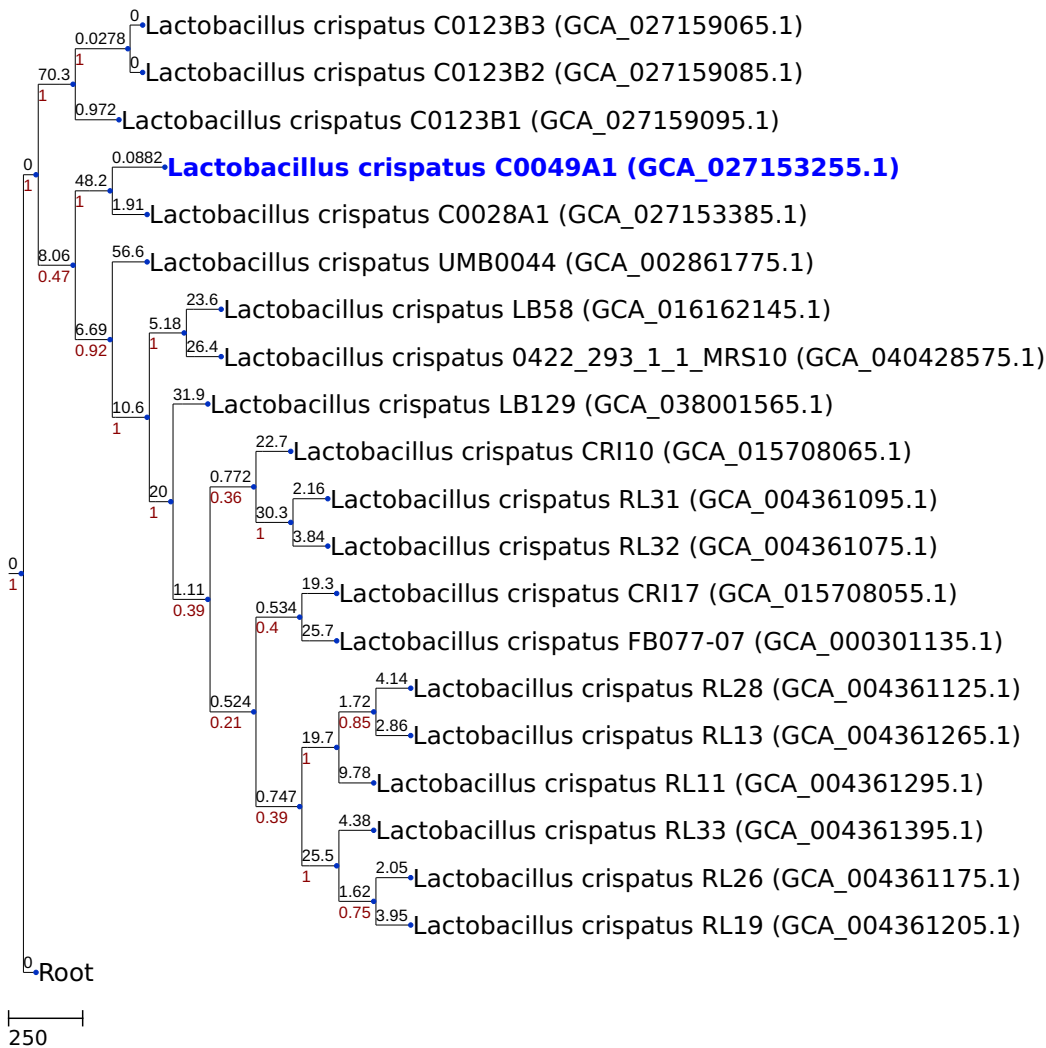 0
Lactobacillus crispatus C0123B3 (GCA_027159065.1)
0.0278
1
0
Lactobacillus crispatus C0123B2 (GCA_027159085.1)
70.3
1
0.972
Lactobacillus crispatus C0123B1 (GCA_027159095.1)
0
1
0.0882
Lactobacillus crispatus C0049A1 (GCA_027153255.1)
48.2
1
1.91
Lactobacillus crispatus C0028A1 (GCA_027153385.1)
8.06
0.47
56.6
Lactobacillus crispatus UMB0044 (GCA_002861775.1)
23.6
Lactobacillus crispatus LB58 (GCA_016162145.1)
5.18
1
6.69
0.92
26.4
Lactobacillus crispatus 0422_293_1_1_MRS10 (GCA_040428575.1)
10.6
1
31.9
Lactobacillus crispatus LB129 (GCA_038001565.1)
22.7
Lactobacillus crispatus CRI10 (GCA_015708065.1)
0.772
0.36
20
1
2.16
Lactobacillus crispatus RL31 (GCA_004361095.1)
30.3
1
3.84
Lactobacillus crispatus RL32 (GCA_004361075.1)
0
1
1.11
0.39
19.3
Lactobacillus crispatus CRI17 (GCA_015708055.1)
0.534
0.4
25.7
Lactobacillus crispatus FB077-07 (GCA_000301135.1)
0.524
0.21
4.14
Lactobacillus crispatus RL28 (GCA_004361125.1)
1.72
0.85
2.86
Lactobacillus crispatus RL13 (GCA_004361265.1)
19.7
1
9.78
Lactobacillus crispatus RL11 (GCA_004361295.1)
0.747
0.39
4.38
Lactobacillus crispatus RL33 (GCA_004361395.1)
25.5
1
2.05
Lactobacillus crispatus RL26 (GCA_004361175.1)
1.62
0.75
3.95
Lactobacillus crispatus RL19 (GCA_004361205.1)
0
Root
250